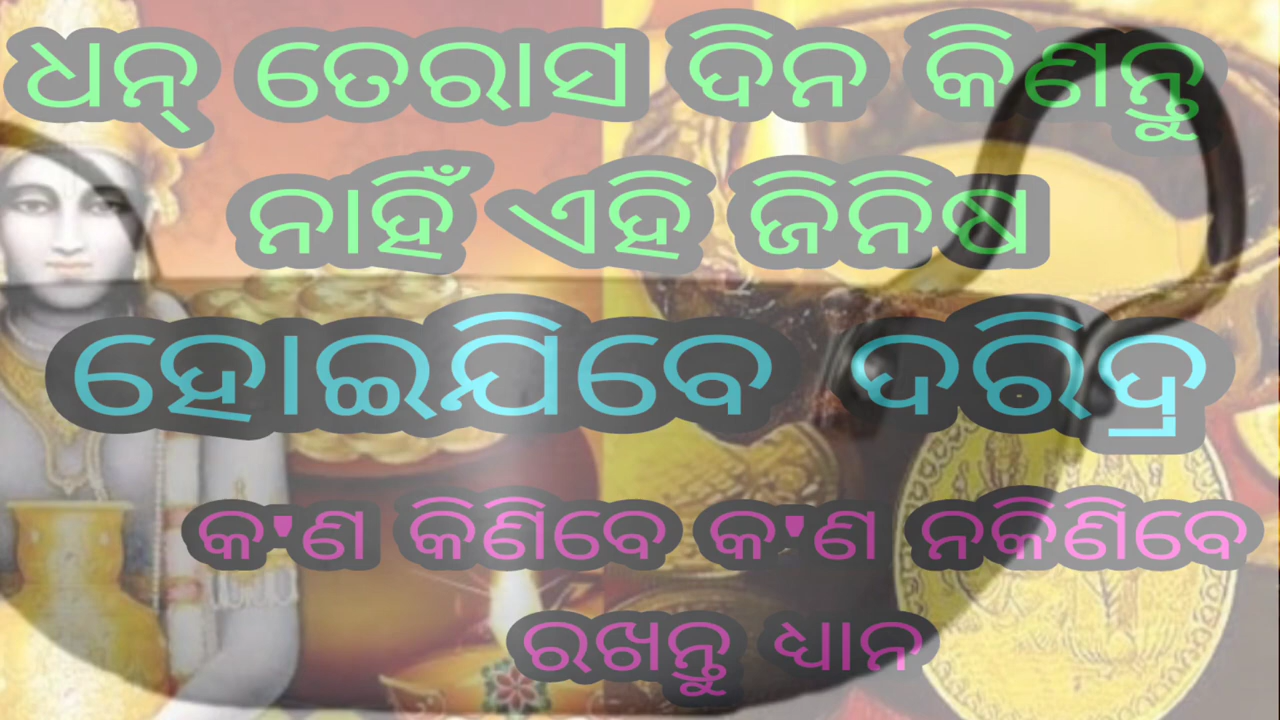 ଧନ୍ ତେରାସ ଦିନ କିଣନ୍ତୁ
ନାହିଁ ଏହି ଜିନିଷ
ହୋଇଯିବେ ଦରିଦ୍ର
କ'ଣ କିଣିବେ କ'ଣ ନକିଣିବେ
ରଖନ୍ତୁ ଧ୍ୟାନ